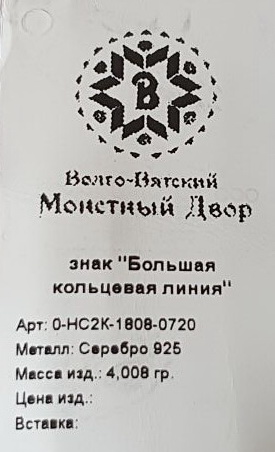 В
Волго-Вятский
Монетный Двор
знак "Большая
кольцевая линия"
Арт: 0-НС2К-1808-0720
Металл: Серебро 925
Масса изд.: 4,008 гр.
Цена изд.:
Вставка: